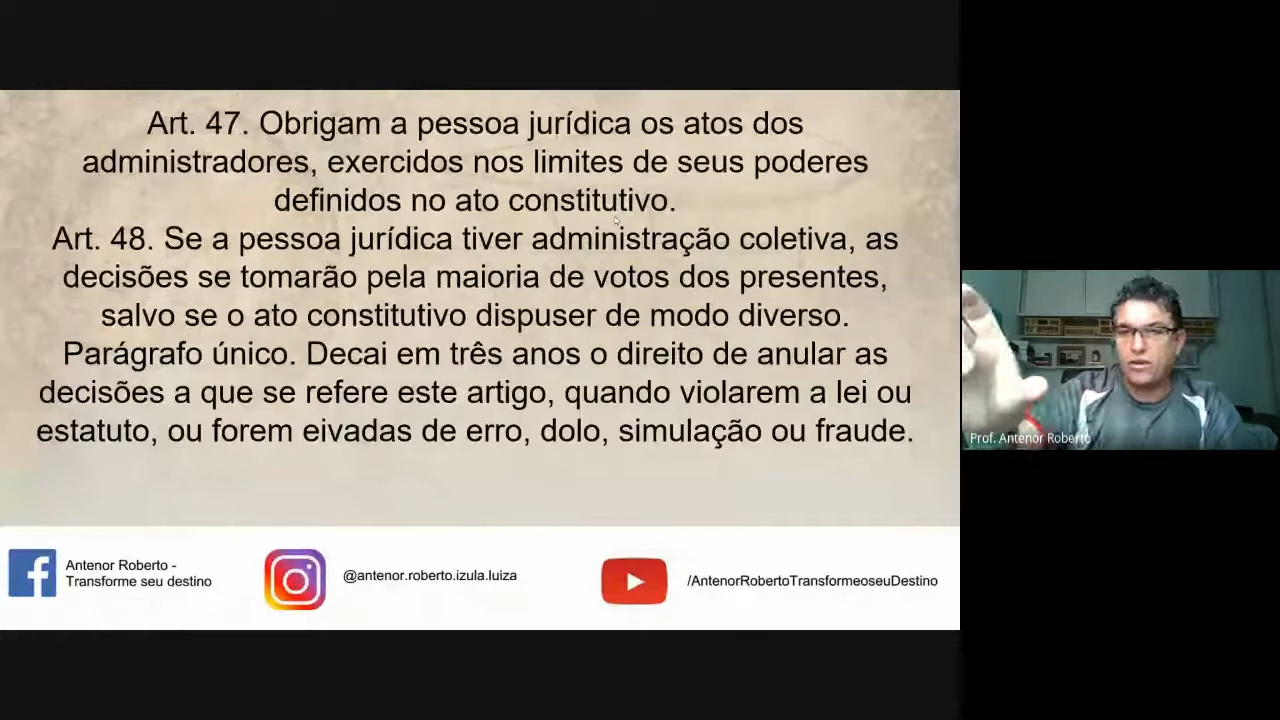 Art. 47. Obrigam a pessoa jurídica os atos dos
administradores, exercidos nos limites de seus poderes
definidos no ato constitutivo.
Art. 48. Se a pessoa jurídica tiver administração coletiva, as
decisões se tomarão pela maioria de votos dos presentes,
salvo se o ato constitutivo dispuser de modo diverso.
Parágrafo único. Decai em três anos o direito de anular as
decisões a que se refere este artigo, quando violarem a lei ou
estatuto, ou forem eivadas de erro, dolo, simulação ou fraude.
Antenor Roberto -
Transforme seu destino
@antenor.roberto.izula.luiza
/AntenorRobertoTransformeoseuDestino
Prof. Antenor Roberto